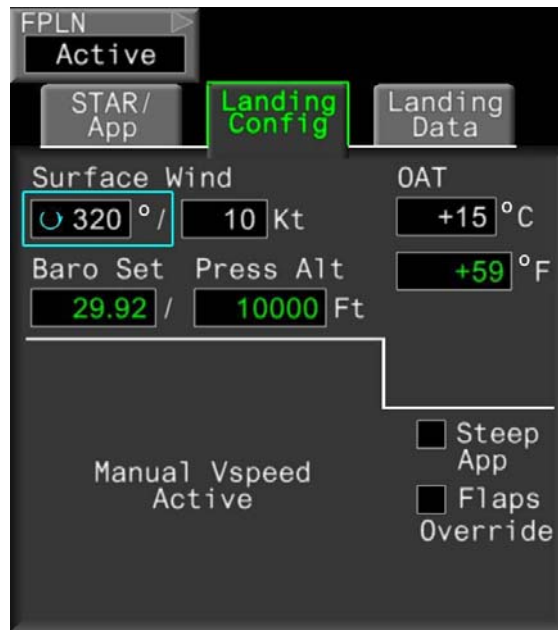 FPLN
Active
STAR/
App
Landing
Config
Landing
Data
Surface Wind
OAT
320 °/ 10 Kt
+15 °C
Baro Set Press Alt
+59 °F
29.92 / 10000 Ft
Steep
App
Manual Vspeed
Active
Flaps
Override